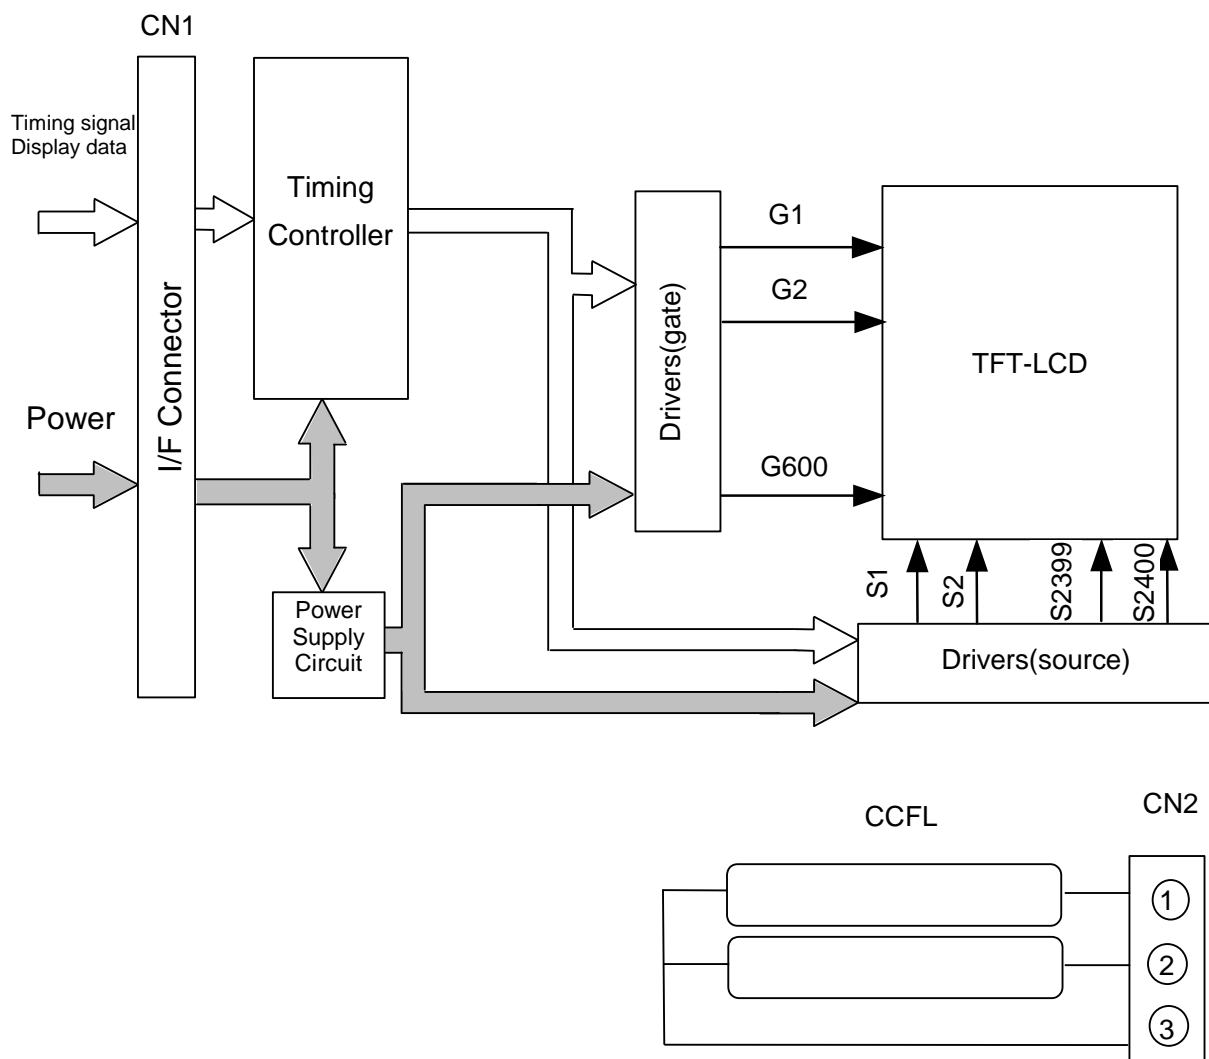 CN1
Timing signal
Display data
Timing
Controller
I/F Connector
Power
Drivers(gate)
G1
G2
G600
TFT-LCD
S1
S2
S2399
S2400
Power
Supply
Circuit
Drivers(source)
CCFL
CN2
1
2
3